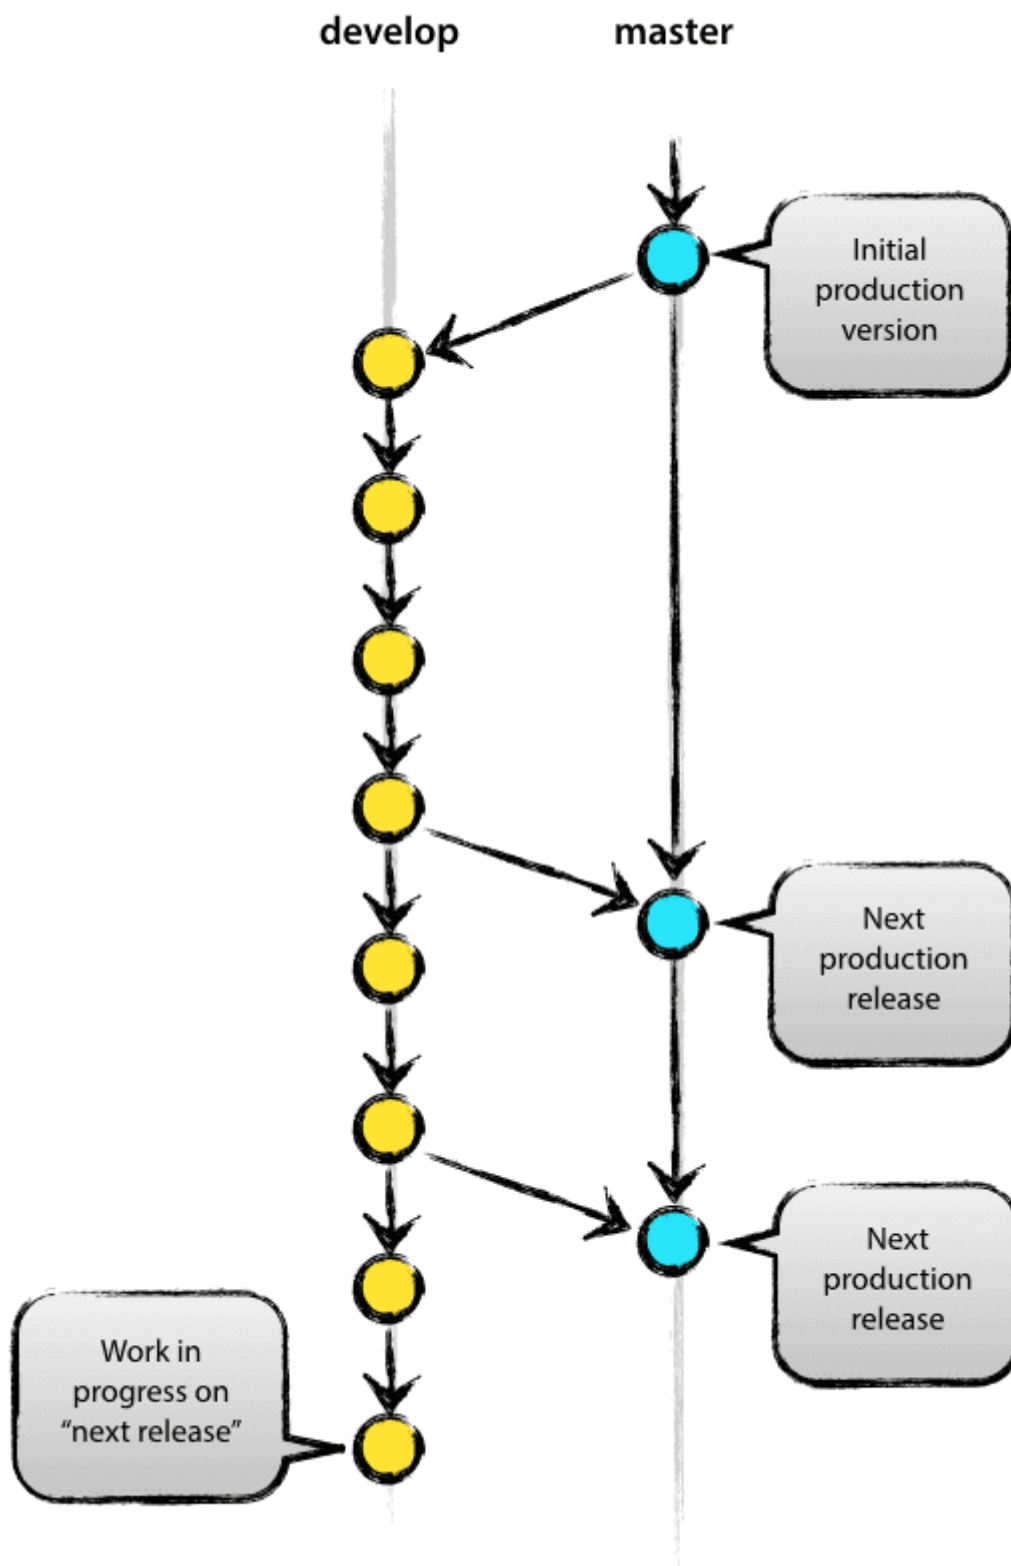 develop
master
Initial
production
version
Next
production
release
Next
production
release
Work in
progress on
“next release”